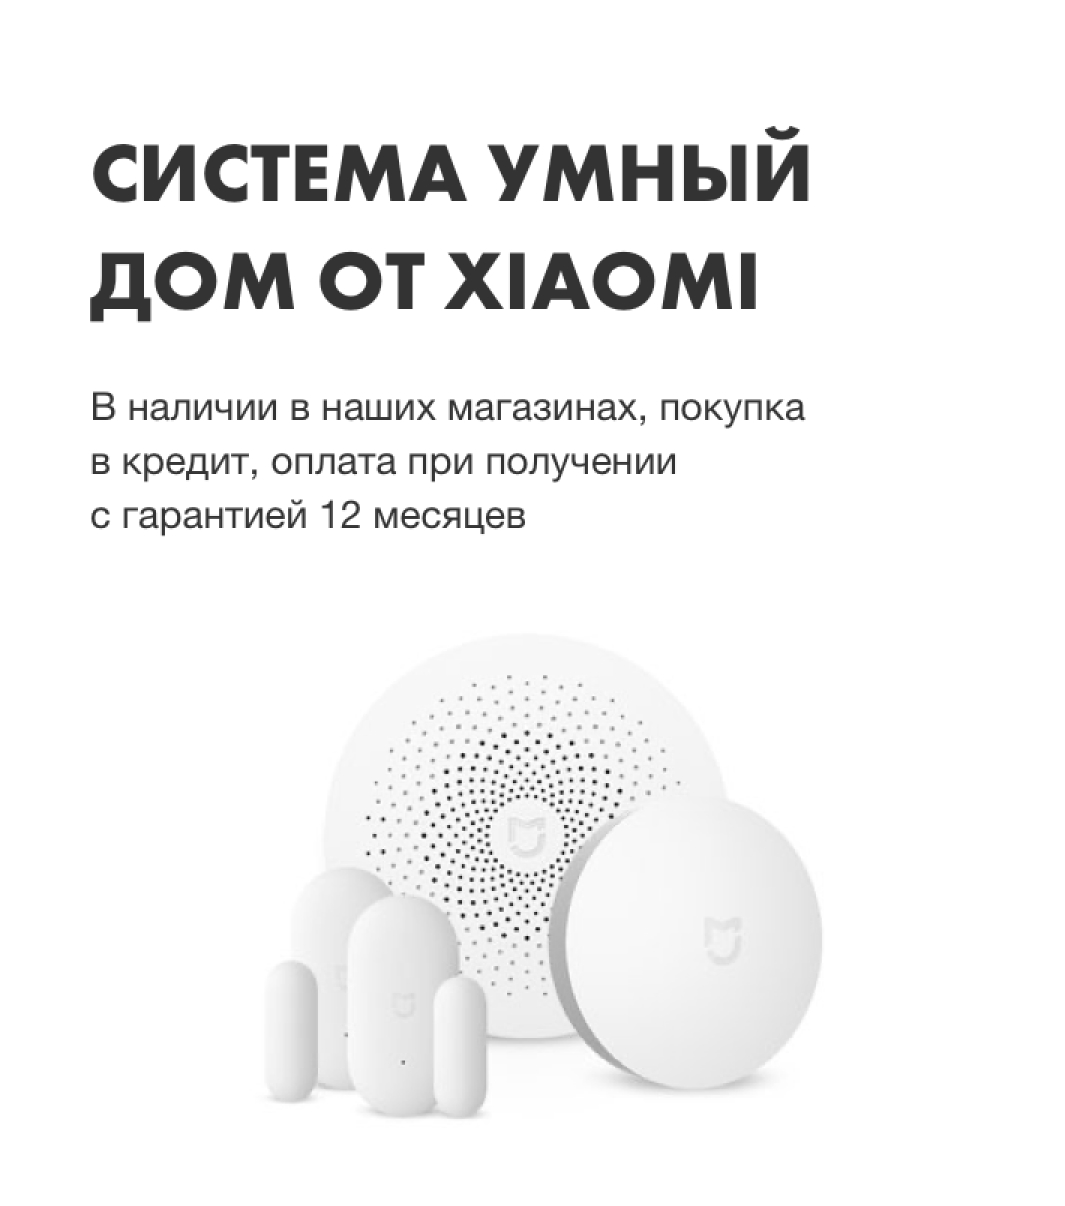 СИСТЕМА УМНЫЙ
ДОМ ОТ XIAOMI
В наличии в наших магазинах, покупка
в кредит, оплата при получении
с гарантией 12 месяцев